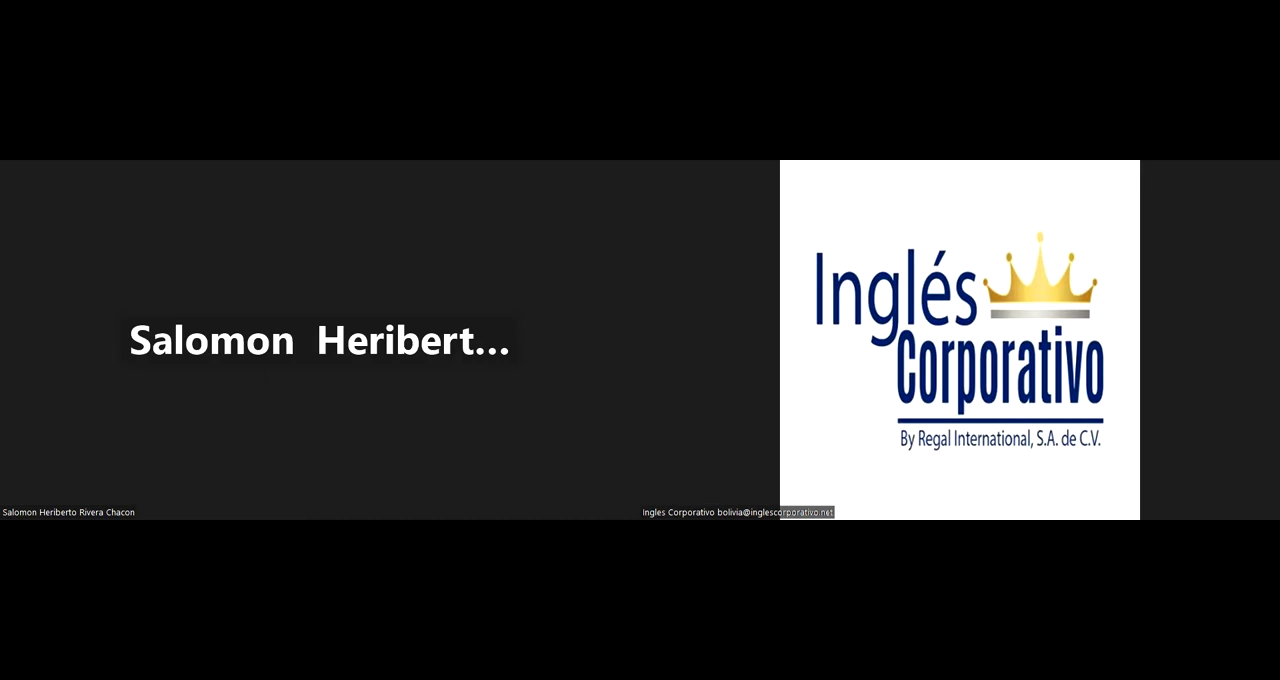 Salomon Heribert...
Inglés
Corporativo
By Regal International, S.A. de C.V.
Salomon Heriberto Rivera Chacon
Ingles Corporativo bolivia@inglescorporativo.net